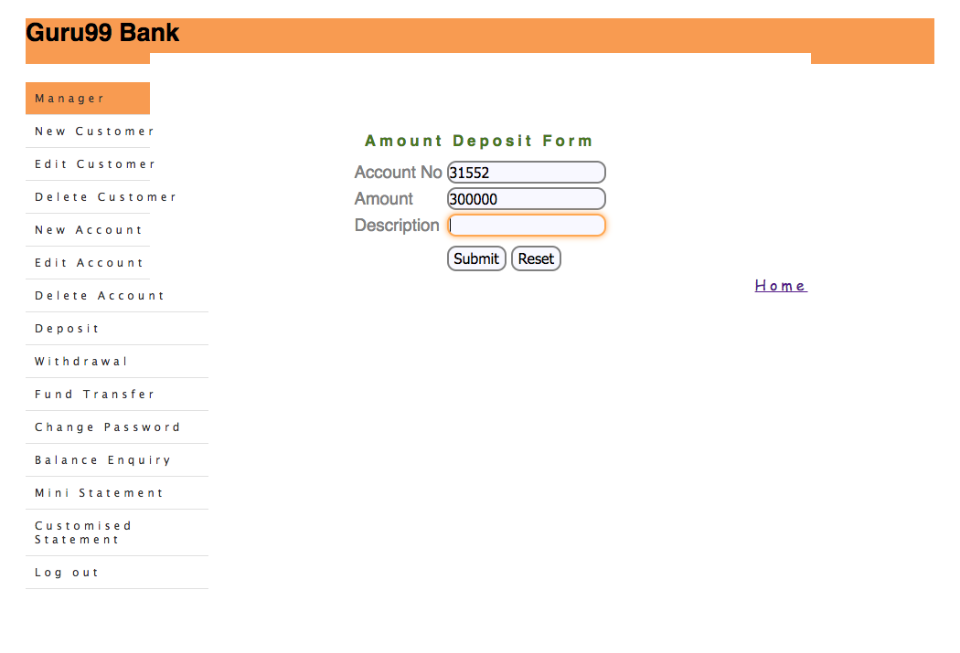 Guru99 Bank
Manager
New Customer
Edit Customer
Delete Customer
New Account
Edit Account
Delete Account
Deposit
Withdrawal
Fund Transfer
Change Password
Balance Enquiry
Mini Statement
Customised
Statement
Log out
Amount Deposit Form
Account No 31552
Amount 300000
Description
Submit Reset
Home